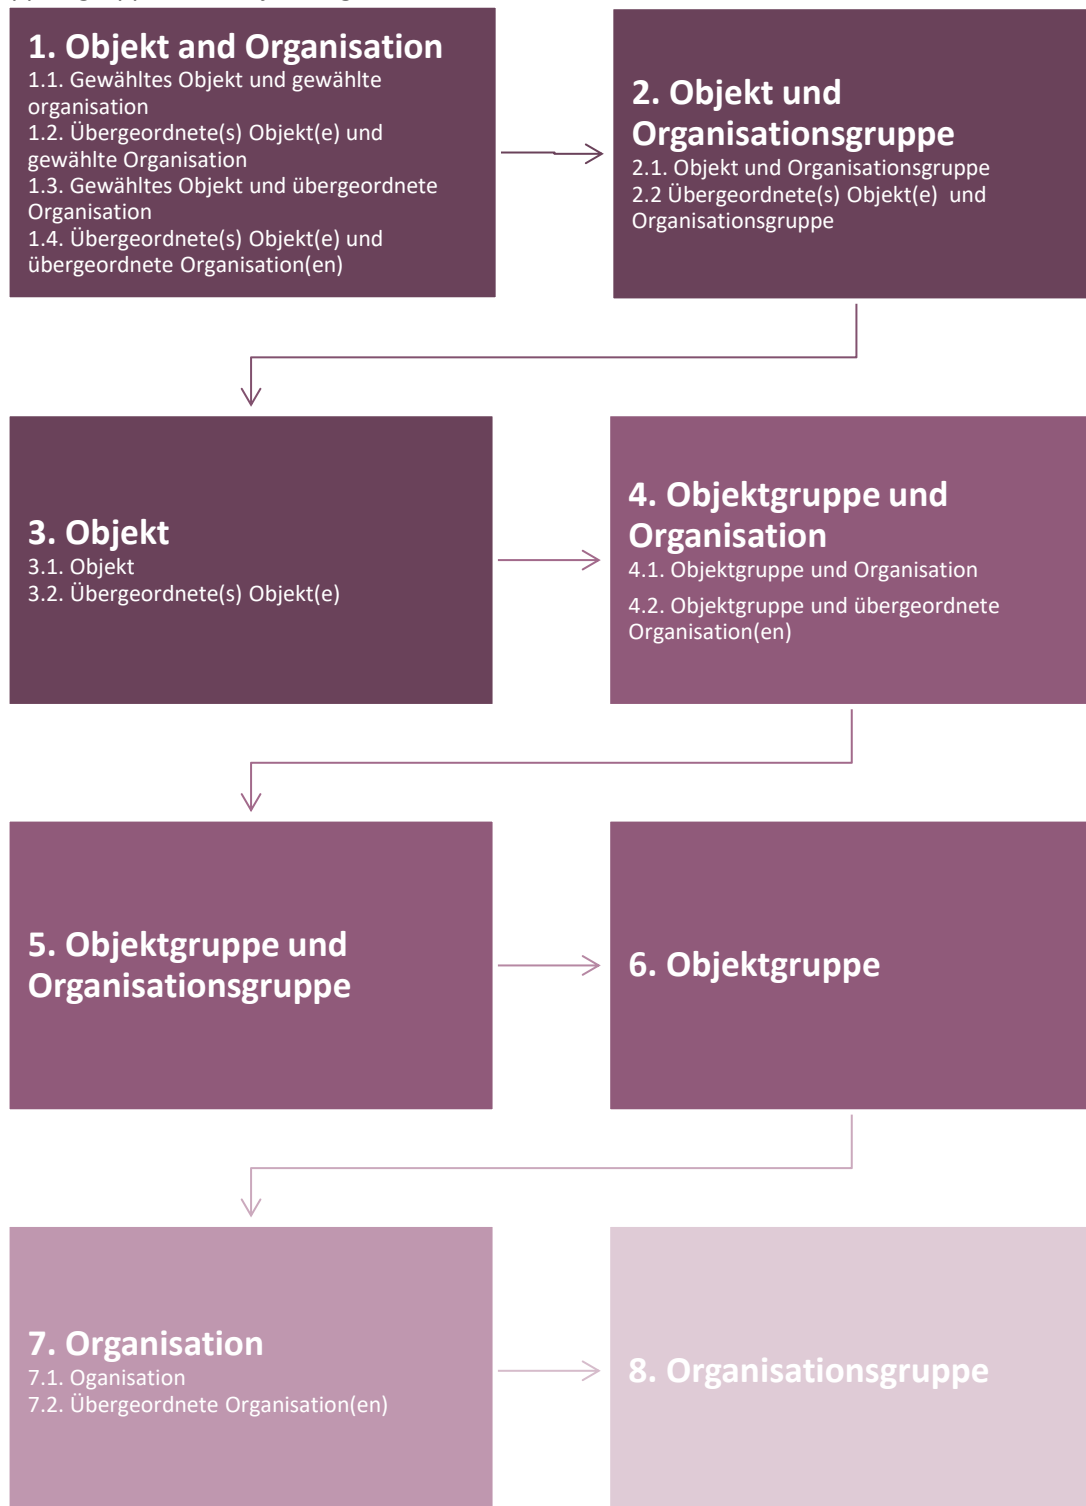 1. Objekt and Organisation
1.1. Gewähltes Objekt und gewählte
organisation
1.2. Übergeordnete(s) Objekt(e) und
gewählte Organisation
1.3. Gewähltes Objekt und übergeordnete
Organisation
1.4. Übergeordnete(s) Objekt(e) und
übergeordnete Organisation(en)
2. Objekt und
Organisationsgruppe
2.1. Objekt und Organisationsgruppe
2.2 Übergeordnete(s) Objekt(e)  und
Organisationsgruppe
3. Objekt
3.1. Objekt
3.2. Übergeordnete(s) Objekt(e)
4. Objektgruppe und
Organisation
4.1. Objektgruppe und Organisation
4.2. Objektgruppe und übergeordnete
Organisation(en)
5. Objektgruppe und
Organisationsgruppe
6. Objektgruppe
7. Organisation
7.1. Oganisation
7.2. Übergeordnete Organisation(en)
8. Organisationsgruppe